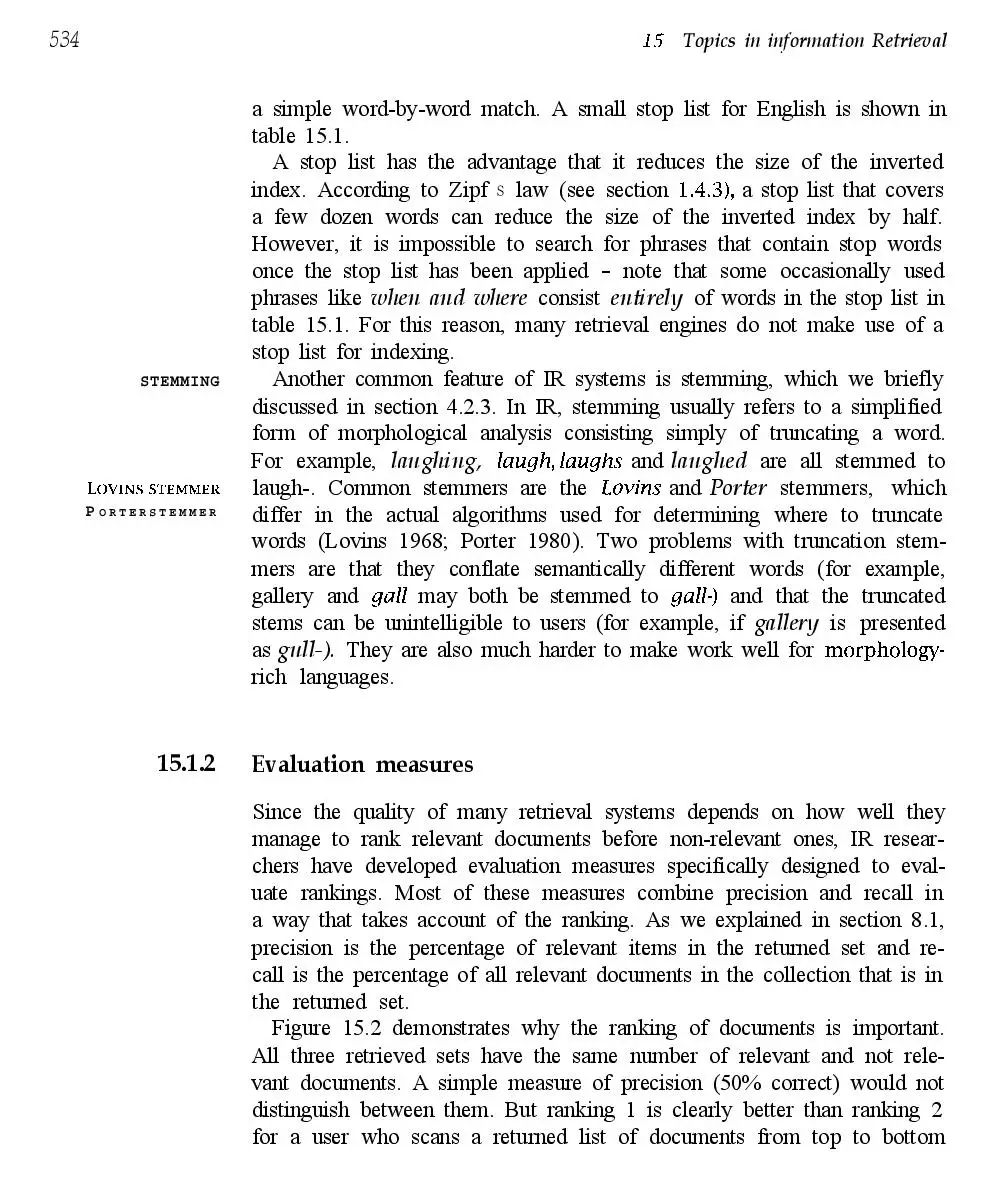 534
15 Topics in information Retrieval
a simple word-by-word match. A small stop list for English is shown in
table 15.1.
A stop list has the advantage that it reduces the size of the inverted
index. According to Zipf s law (see section 1.4.3), a stop list that covers
a few dozen words can reduce the size of the inverted index by half.
However, it is impossible to search for phrases that contain stop words
once the stop list has been applied – note that some occasionally used
phrases like when and where consist entirely of words in the stop list in
table 15.1. For this reason, many retrieval engines do not make use of a
stop list for indexing.
STEMMING
Another common feature of IR systems is stemming, which we briefly
discussed in section 4.2.3. In IR, stemming usually refers to a simplified
form of morphological analysis consisting simply of truncating a word.
For example, laughing, laugh, laughs and laughed are all stemmed to
LOVINS STEMMER
laugh-. Common stemmers are the Lovins and Porter stemmers, which
PORTERSTEMMER
differ in the actual algorithms used for determining where to truncate
words (Lovins 1968; Porter 1980). Two problems with truncation stem-
mers are that they conflate semantically different words (for example,
gallery and gall may both be stemmed to gall-) and that the truncated
stems can be unintelligible to users (for example, if gallery is presented
as gull-). They are also much harder to make work well for morphology-
rich languages.
15.1.2 Evaluation measures
Since the quality of many retrieval systems depends on how well they
manage to rank relevant documents before non-relevant ones, IR resear-
chers have developed evaluation measures specifically designed to eval-
uate rankings. Most of these measures combine precision and recall in
a way that takes account of the ranking. As we explained in section 8.1,
precision is the percentage of relevant items in the returned set and re-
call is the percentage of all relevant documents in the collection that is in
the returned set.
Figure 15.2 demonstrates why the ranking of documents is important.
All three retrieved sets have the same number of relevant and not rele-
vant documents. A simple measure of precision (50% correct) would not
distinguish between them. But ranking 1 is clearly better than ranking 2
for a user who scans a returned list of documents from top to bottom